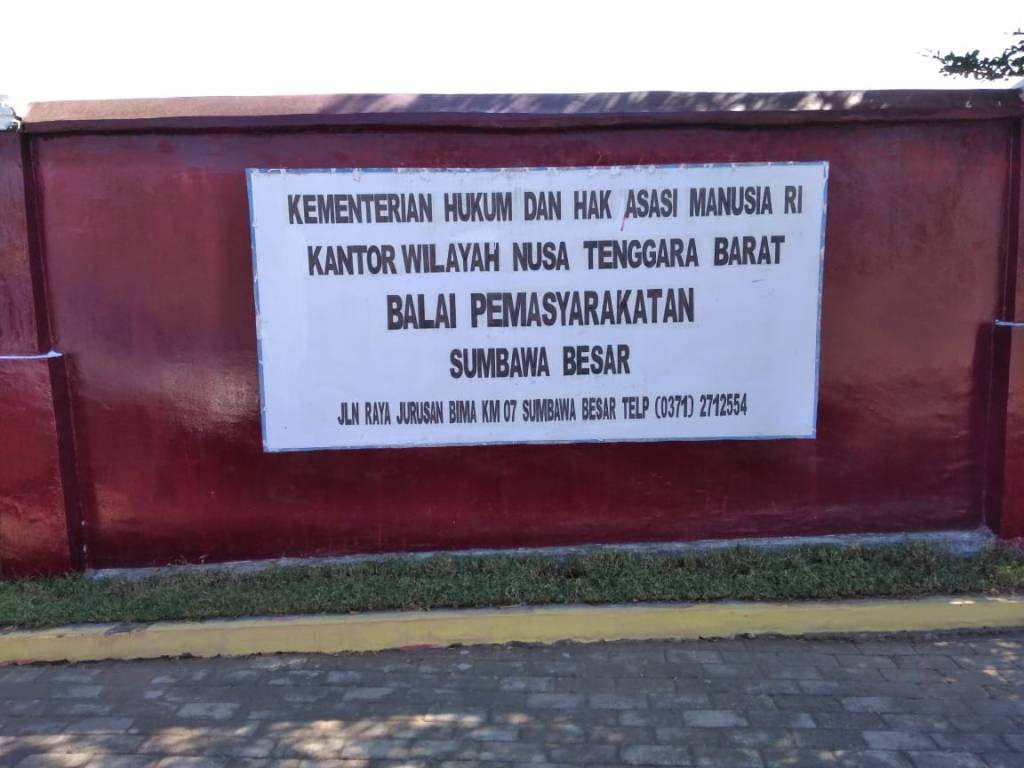 KEMENTERIAN HUKUM DAN HAK ASASI MANUSIA RI
KANTOR WILAYAH NUSA TENGGARA BARAT
BALAI PEMASYARAKATAN
SUMBAWA BESAR
JLN RAYA JURUSAN BIMA KM 07 SUMBAWA BESAR TELP (0371) 2712554